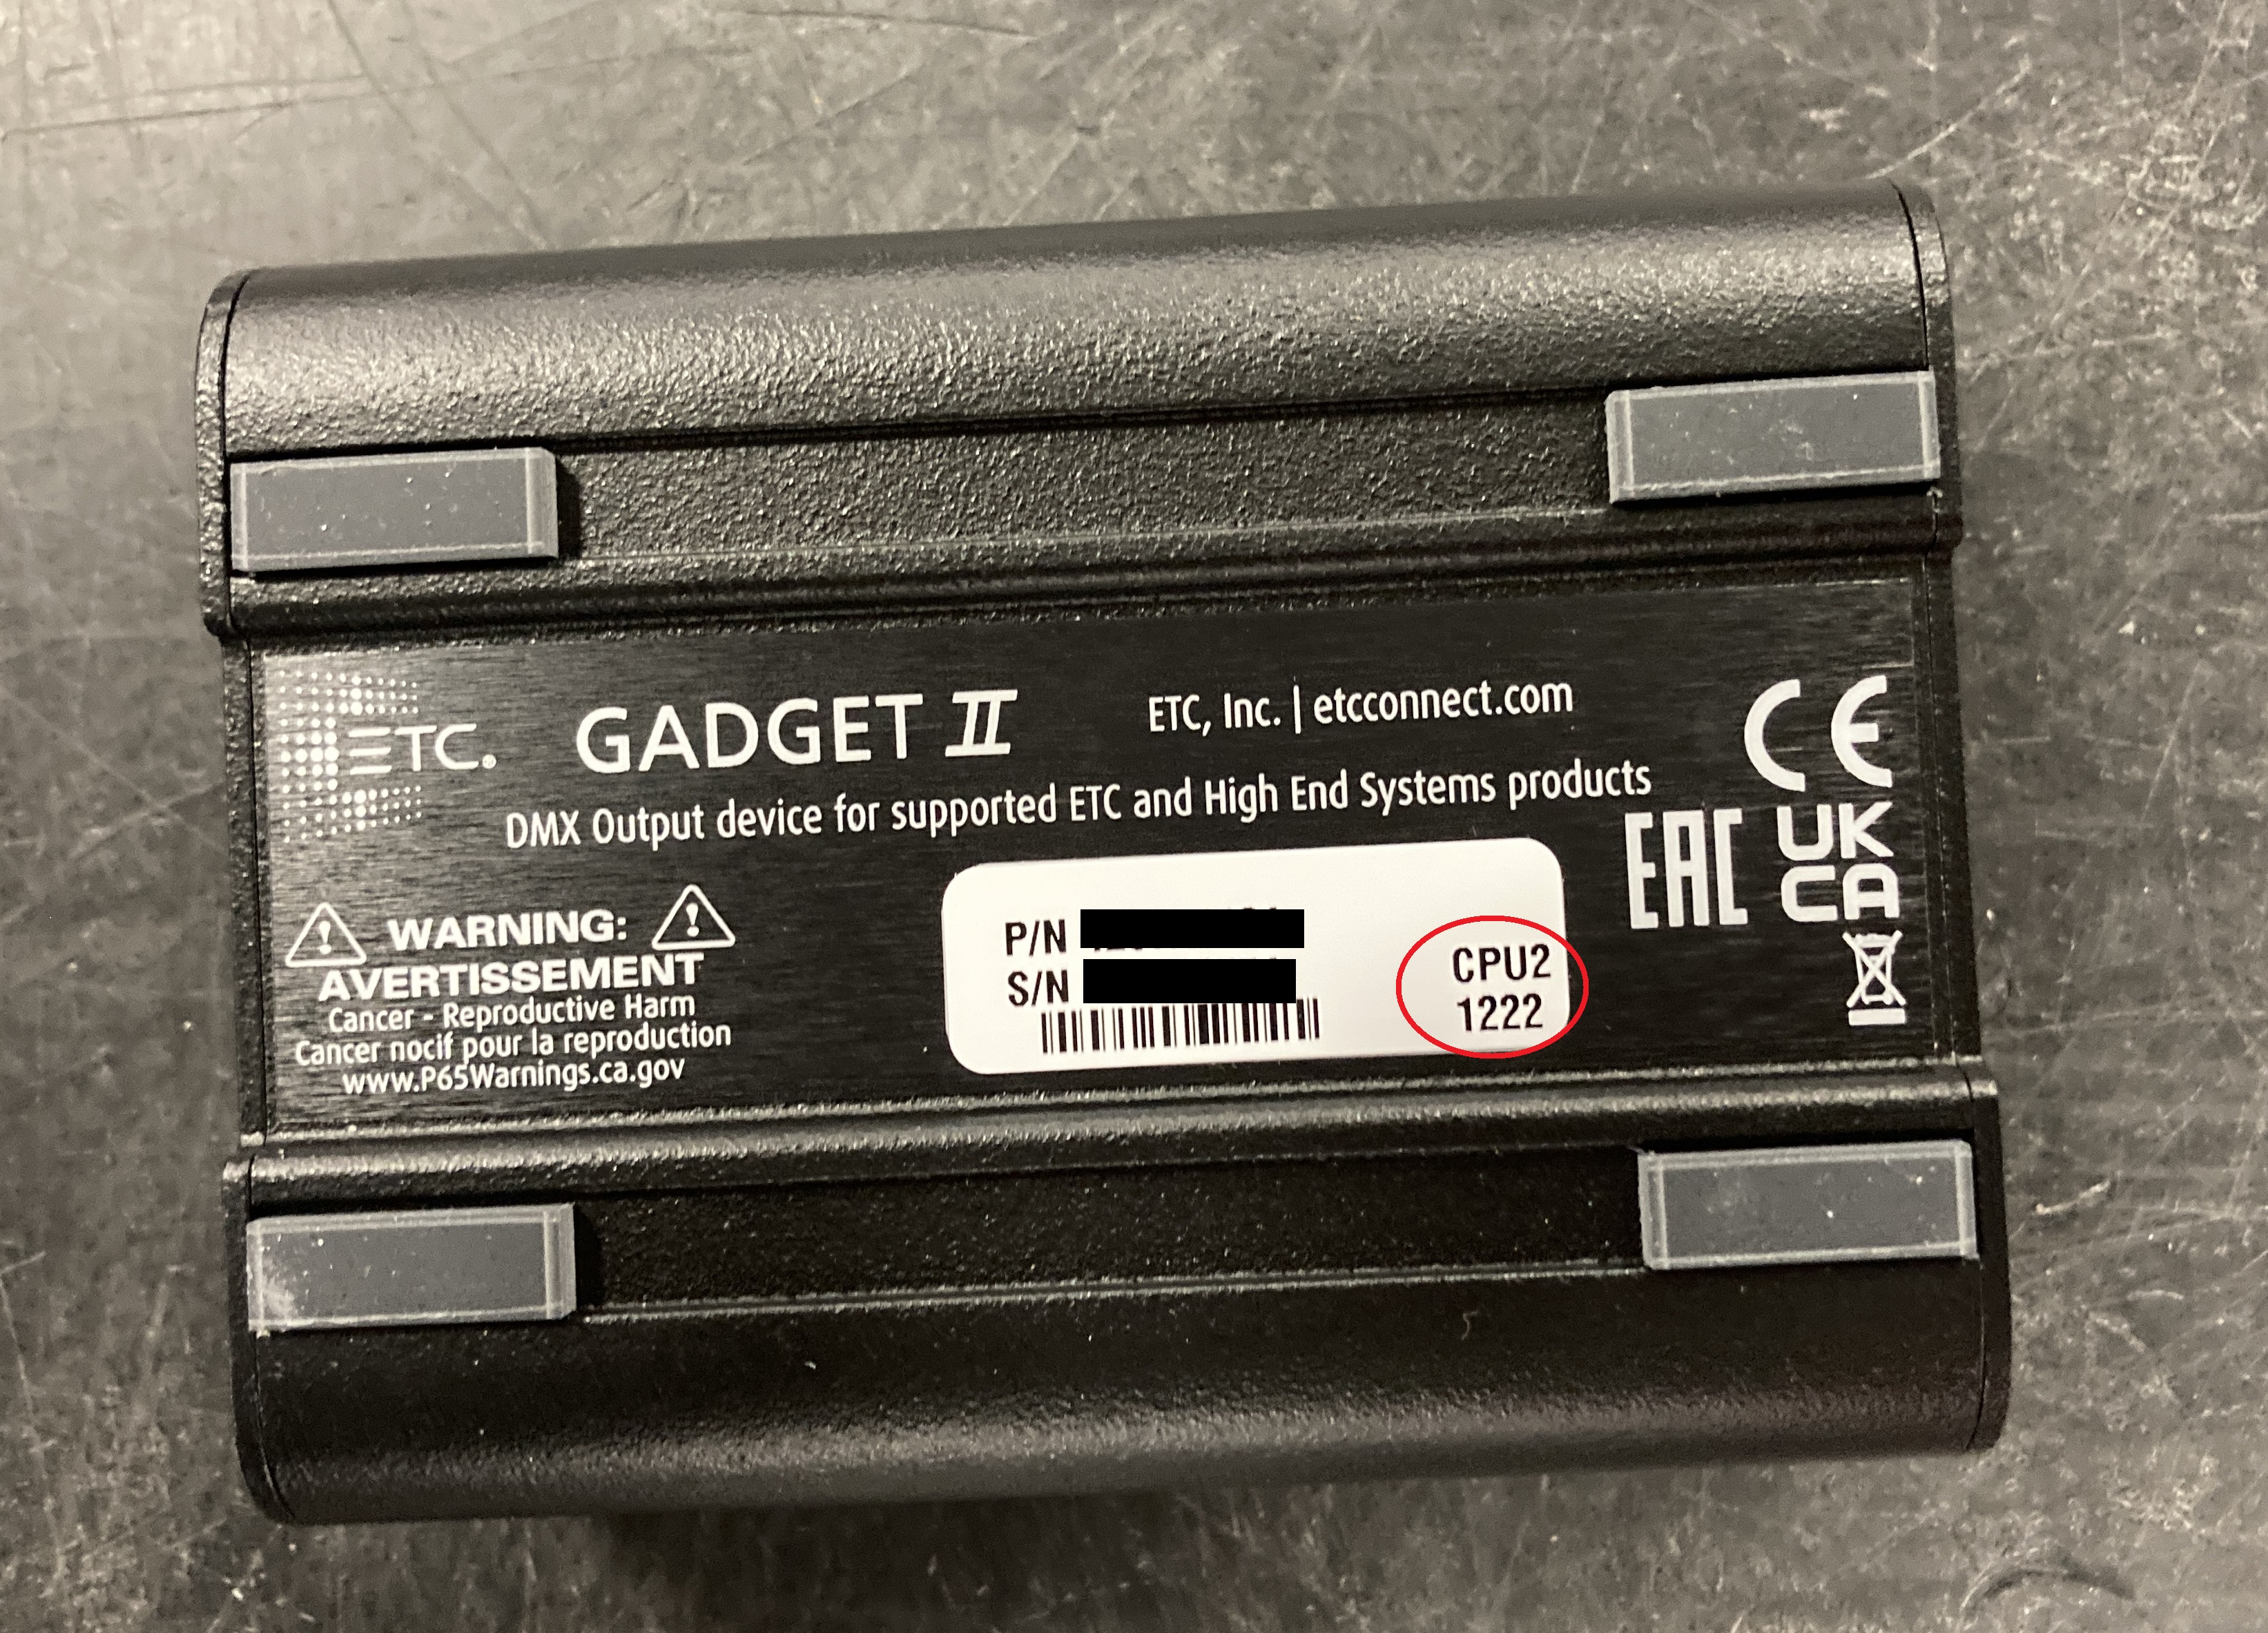 ETC.
GADGET II
ETC, Inc. | etcconnect.com
DMX Output device for supported ETC and High End Systems products
CE
EAC
UK
CA
WARNING:
AVERTISSEMENT
Cancer - Reproductive Harm
Cancer nocif pour la reproduction
www.P65Warnings.ca.gov
P/N
S/N
CPU2
1222